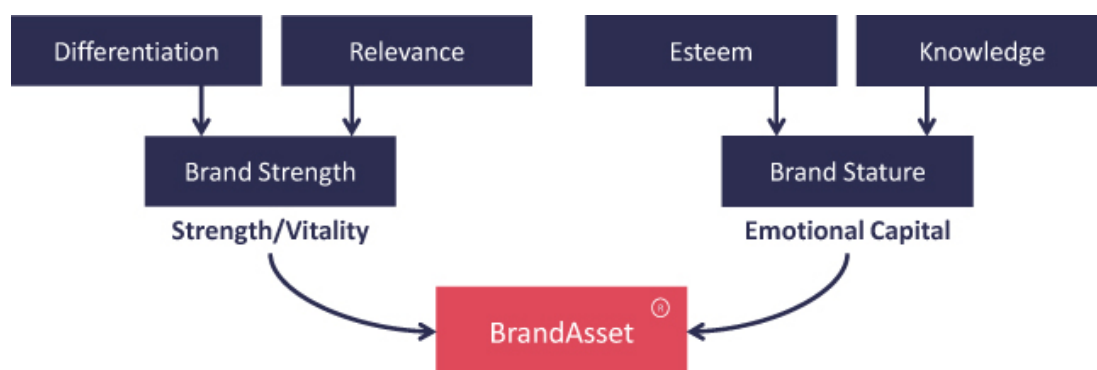 Differentiation
Relevance
Esteem
Knowledge
Brand Strength
Brand Stature
Strength/Vitality
Emotional Capital
®
BrandAsset